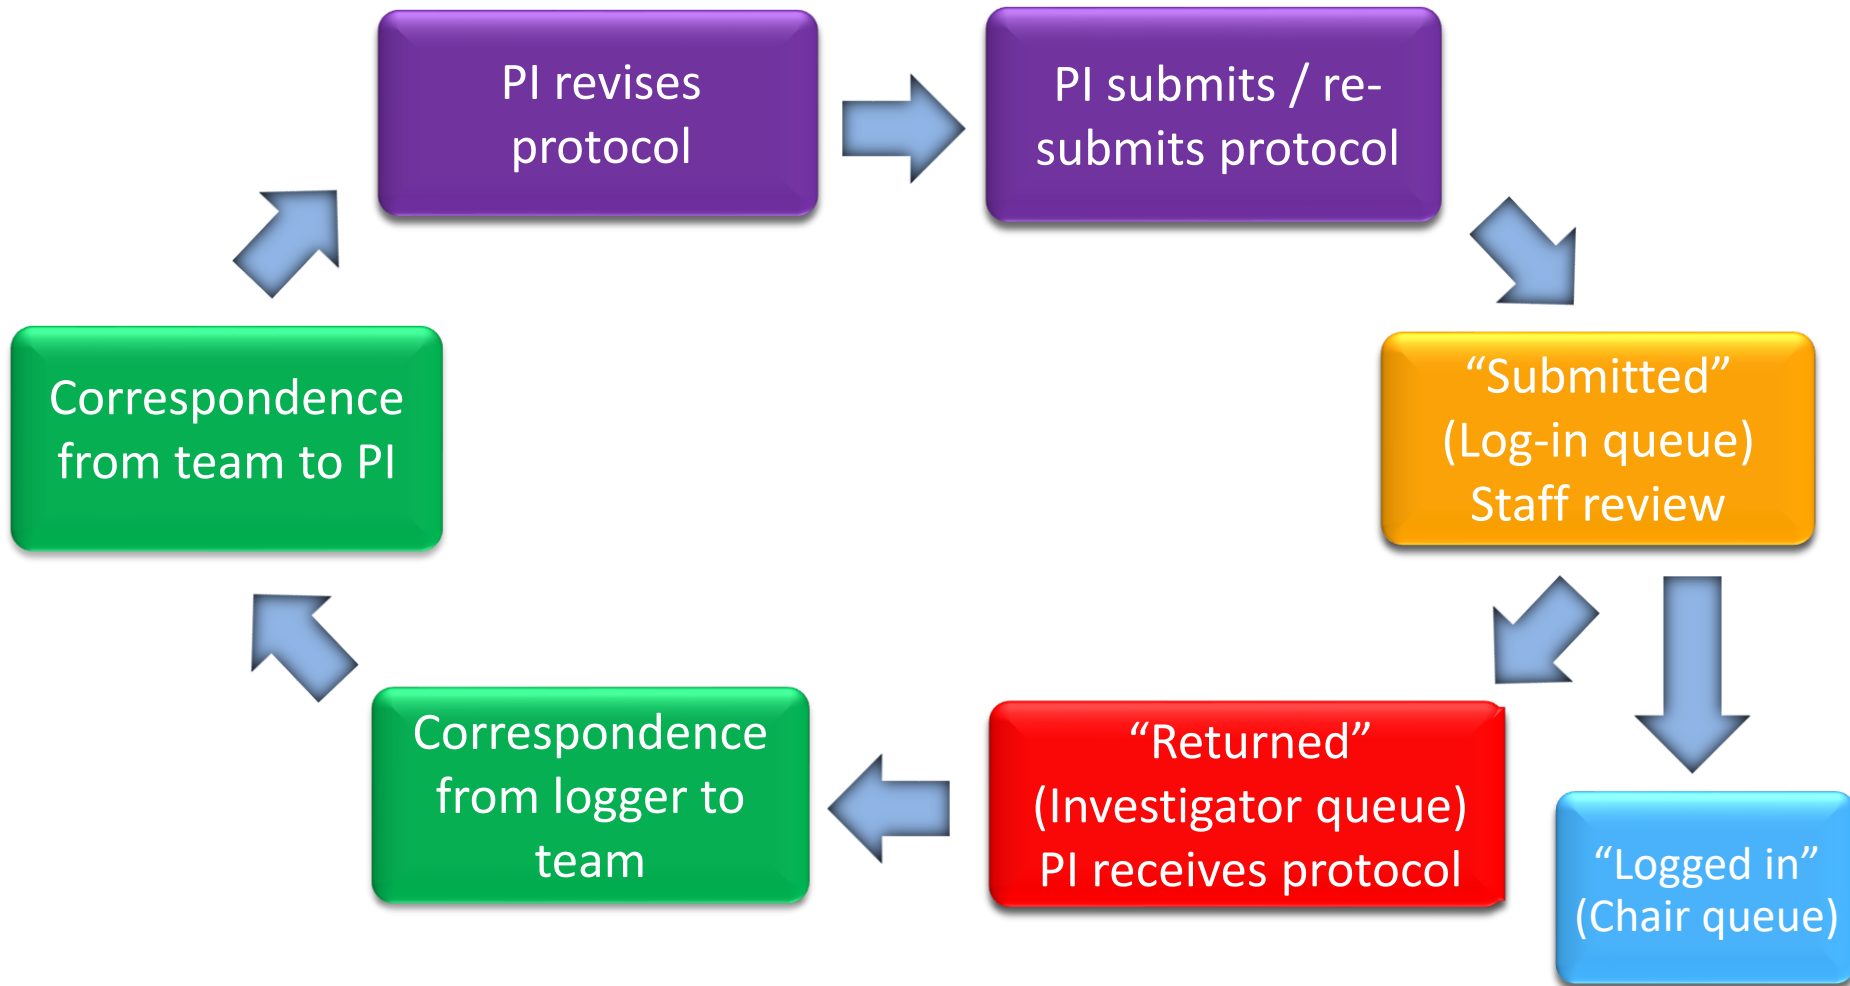 PI revises
protocol
PI submits / re-
submits protocol
“Submitted”
(Log-in queue)
Staff review
Correspondence
from team to PI
Correspondence
from logger to
team
“Returned”
(Investigator queue)
PI receives protocol
“Logged in”
(Chair queue)